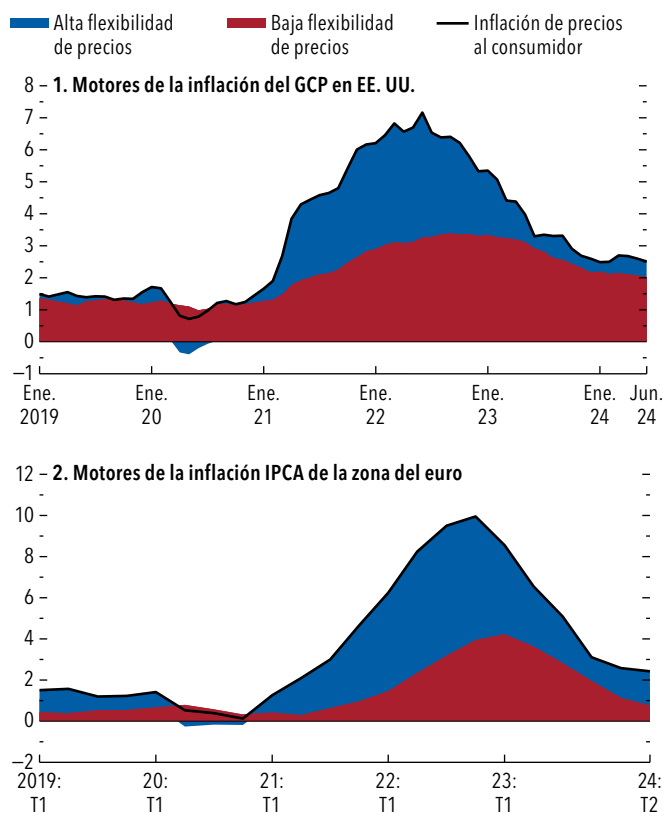 Alta flexibilidad
de precios
Baja flexibilidad
de precios
Inflación de precios
al consumidor
1. Motores de la inflación del GCP en EE. UU.
8
7
6
5
4
3
2
1
0
–1
Ene.
2019
Ene.
20
Ene.
21
Ene.
22
Ene.
23
Ene.
24
Jun.
24
2. Motores de la inflación IPCA de la zona del euro
12
10
8
6
4
2
0
–2
2019:
T1
20:
T1
21:
T1
22:
T1
23:
T1
24:
T2